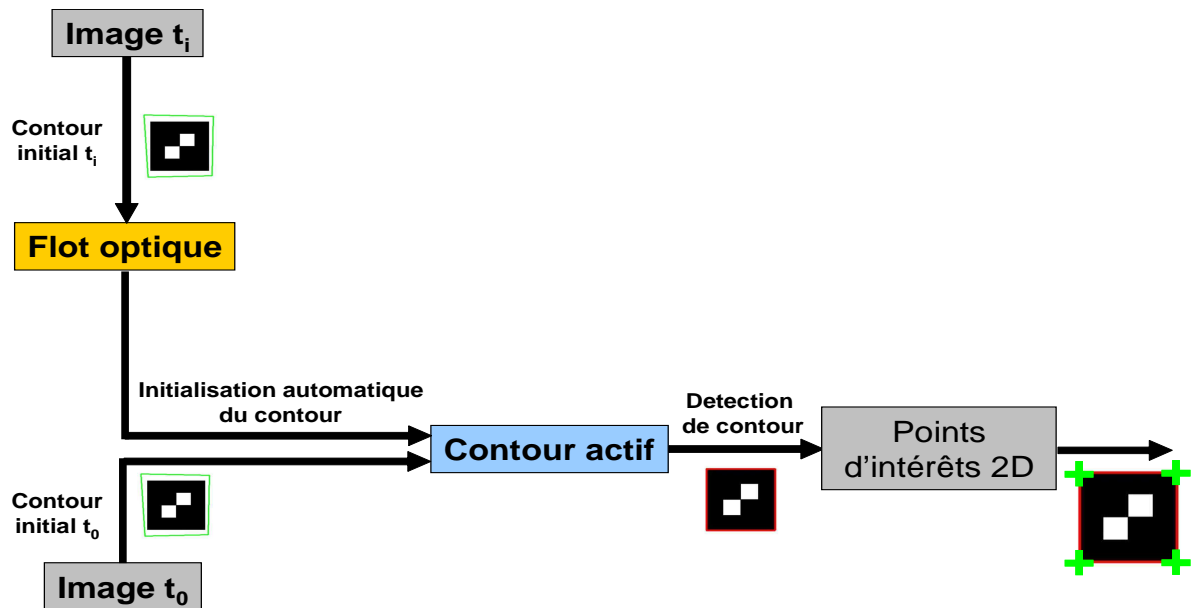 Image ti
Contour
initial ti
Flot optique
Initialisation automatique
du contour
Detection
de contour
Contour actif
Points
d'intérêts 2D
Contour
initial t0
Image t0